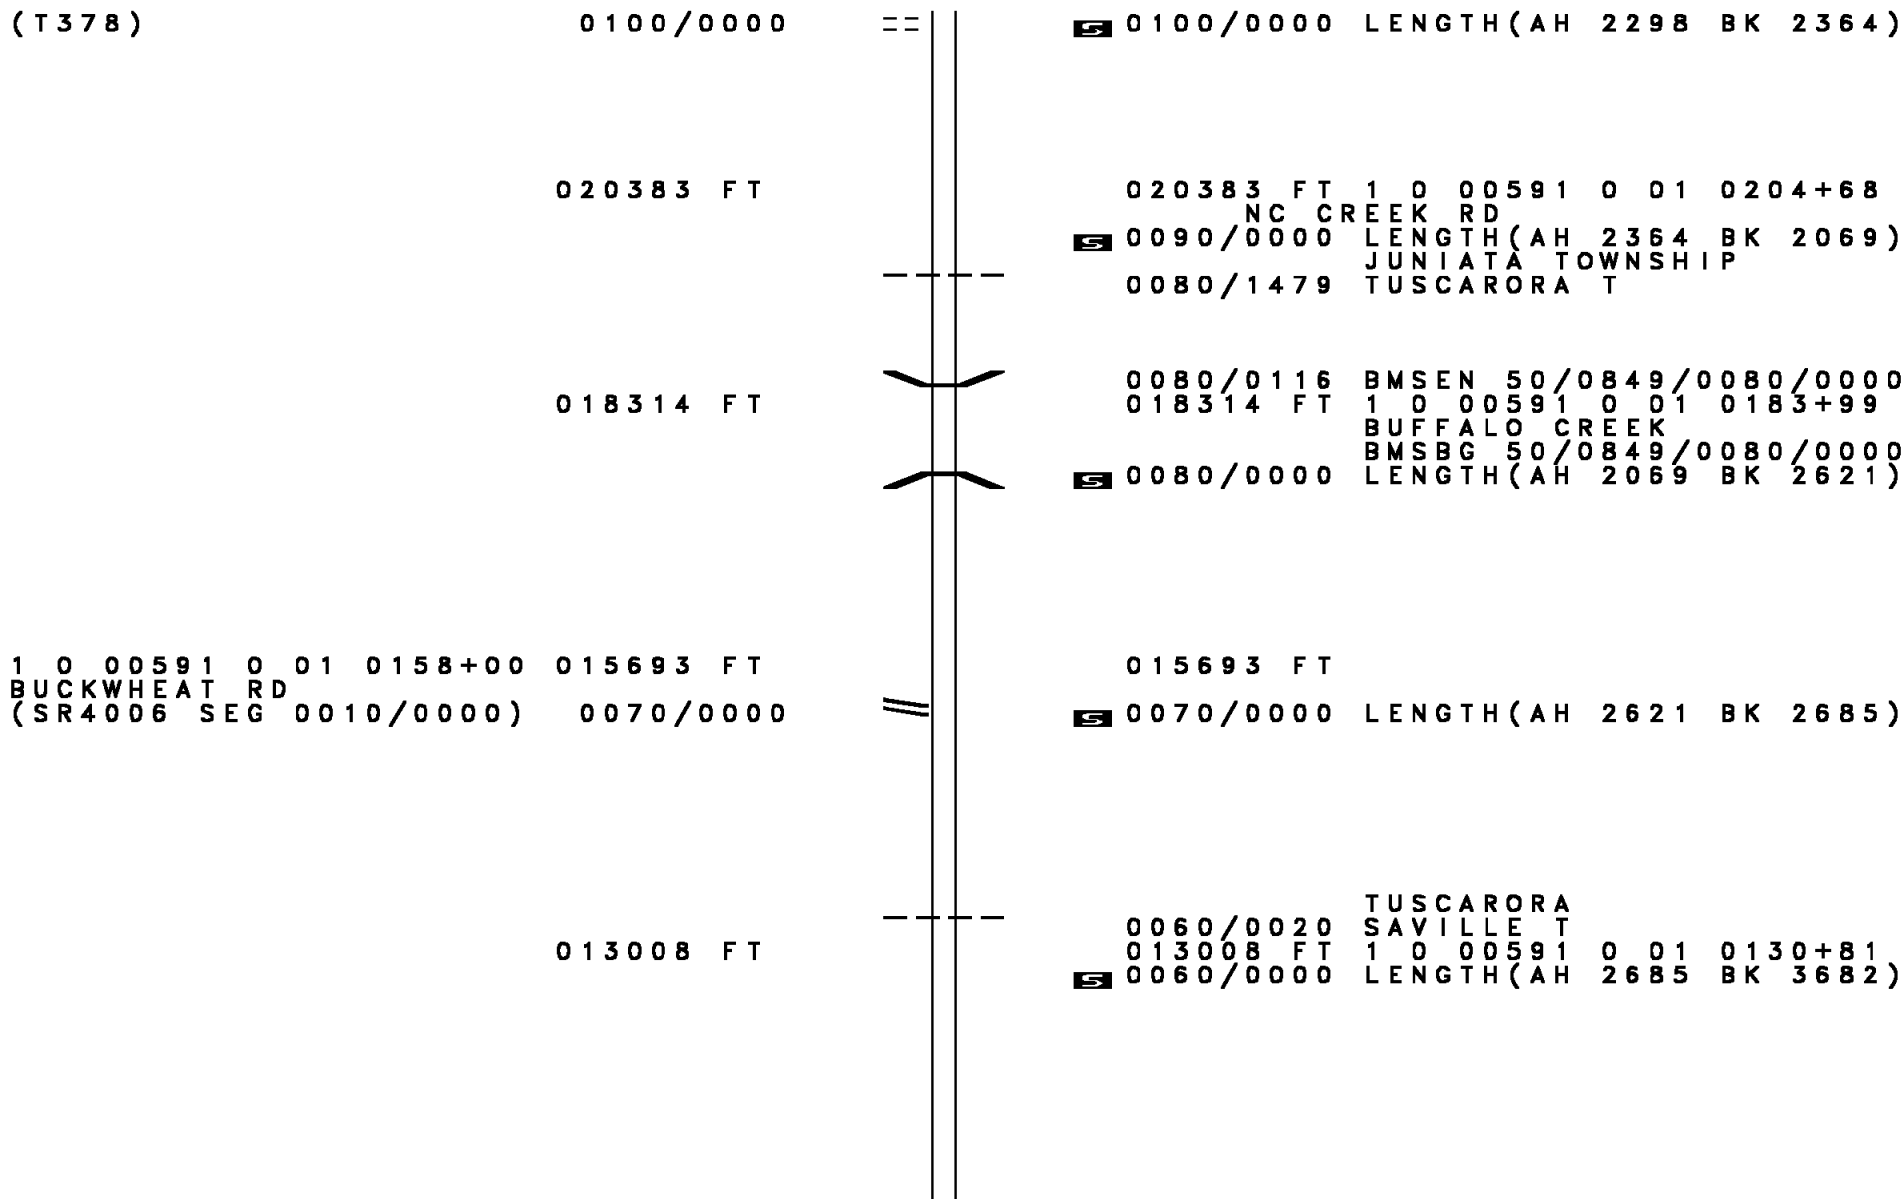 (T378) 0100/0000 == S 0100/0000 LENGTH(AH 2298 BK 2364)
020383 FT 020383 FT 1 0 00591 0 01 0204+68
NC CREEK RD
S 0090/0000 LENGTH(AH 2364 BK 2069)
JUNIATA TOWNSHIP
0080/1479 TUSCARORA T
0080/0116 BMSEN 50/0849/0080/0000
018314 FT 018314 FT 1 0 00591 0 01 0183+99
BUFFALO CREEK
BMSBG 50/0849/0080/0000
S 0080/0000 LENGTH(AH 2069 BK 2621)
1 0 00591 0 01 0158+00 015693 FT 015693 FT
BUCKWHEAT RD
(SR4006 SEG 0010/0000) 0070/0000 S 0070/0000 LENGTH(AH 2621 BK 2685)
TUSCARORA
0060/0020 SAVILLE T
013008 FT 013008 FT 1 0 00591 0 01 0130+81
S 0060/0000 LENGTH(AH 2685 BK 3682)